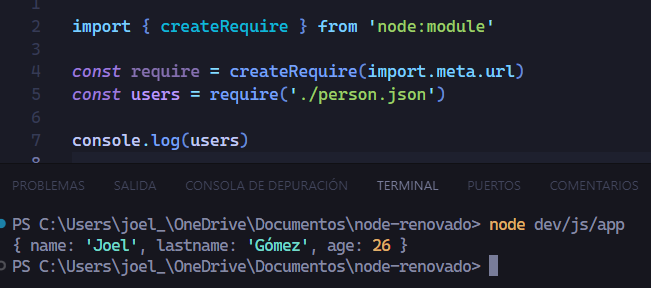 1
2 import { createRequire } from 'node:module'
3
4 const require = createRequire(import.meta.url)
5 const users = require('./person.json')
6
7 console.log(users)
8
PROBLEMAS SALIDA CONSOLA DE DEPURACIÓN TERMINAL PUERTOS COMENTARIOS
PS C:\Users\joel_\OneDrive\Documentos\node-renovado> node dev/js/app
{ name: 'Joel', lastname: 'Gómez', age: 26 }
PS C:\Users\joel_\OneDrive\Documentos\node-renovado>